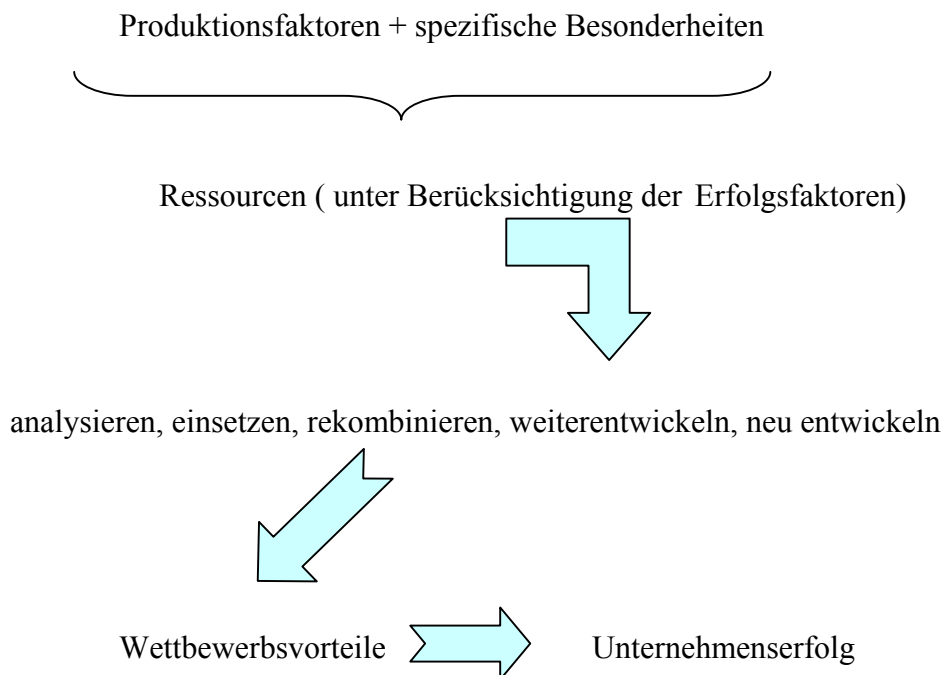 Produktionsfaktoren + spezifische Besonderheiten
Ressourcen ( unter Berücksichtigung der Erfolgsfaktoren)
analysieren, einsetzen, rekombinieren, weiterentwickeln, neu entwickeln
Wettbewerbsvorteile Unternehmenserfolg